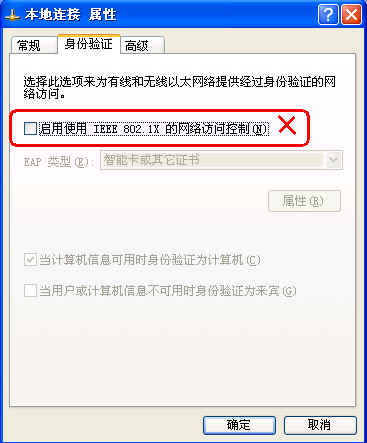 本地连接 属性
常规 身份验证 高级
选择此选项来为有线和无线以太网络提供经过身份验证的网
络访问。
启用使用 IEEE 802.1X 的网络访问控制(N)
EAP 类型(E): 智能卡或其它证书
属性(R)
当计算机信息可用时身份验证为计算机(C)
当用户或计算机信息不可用时身份验证为来宾(G)
确定 取消